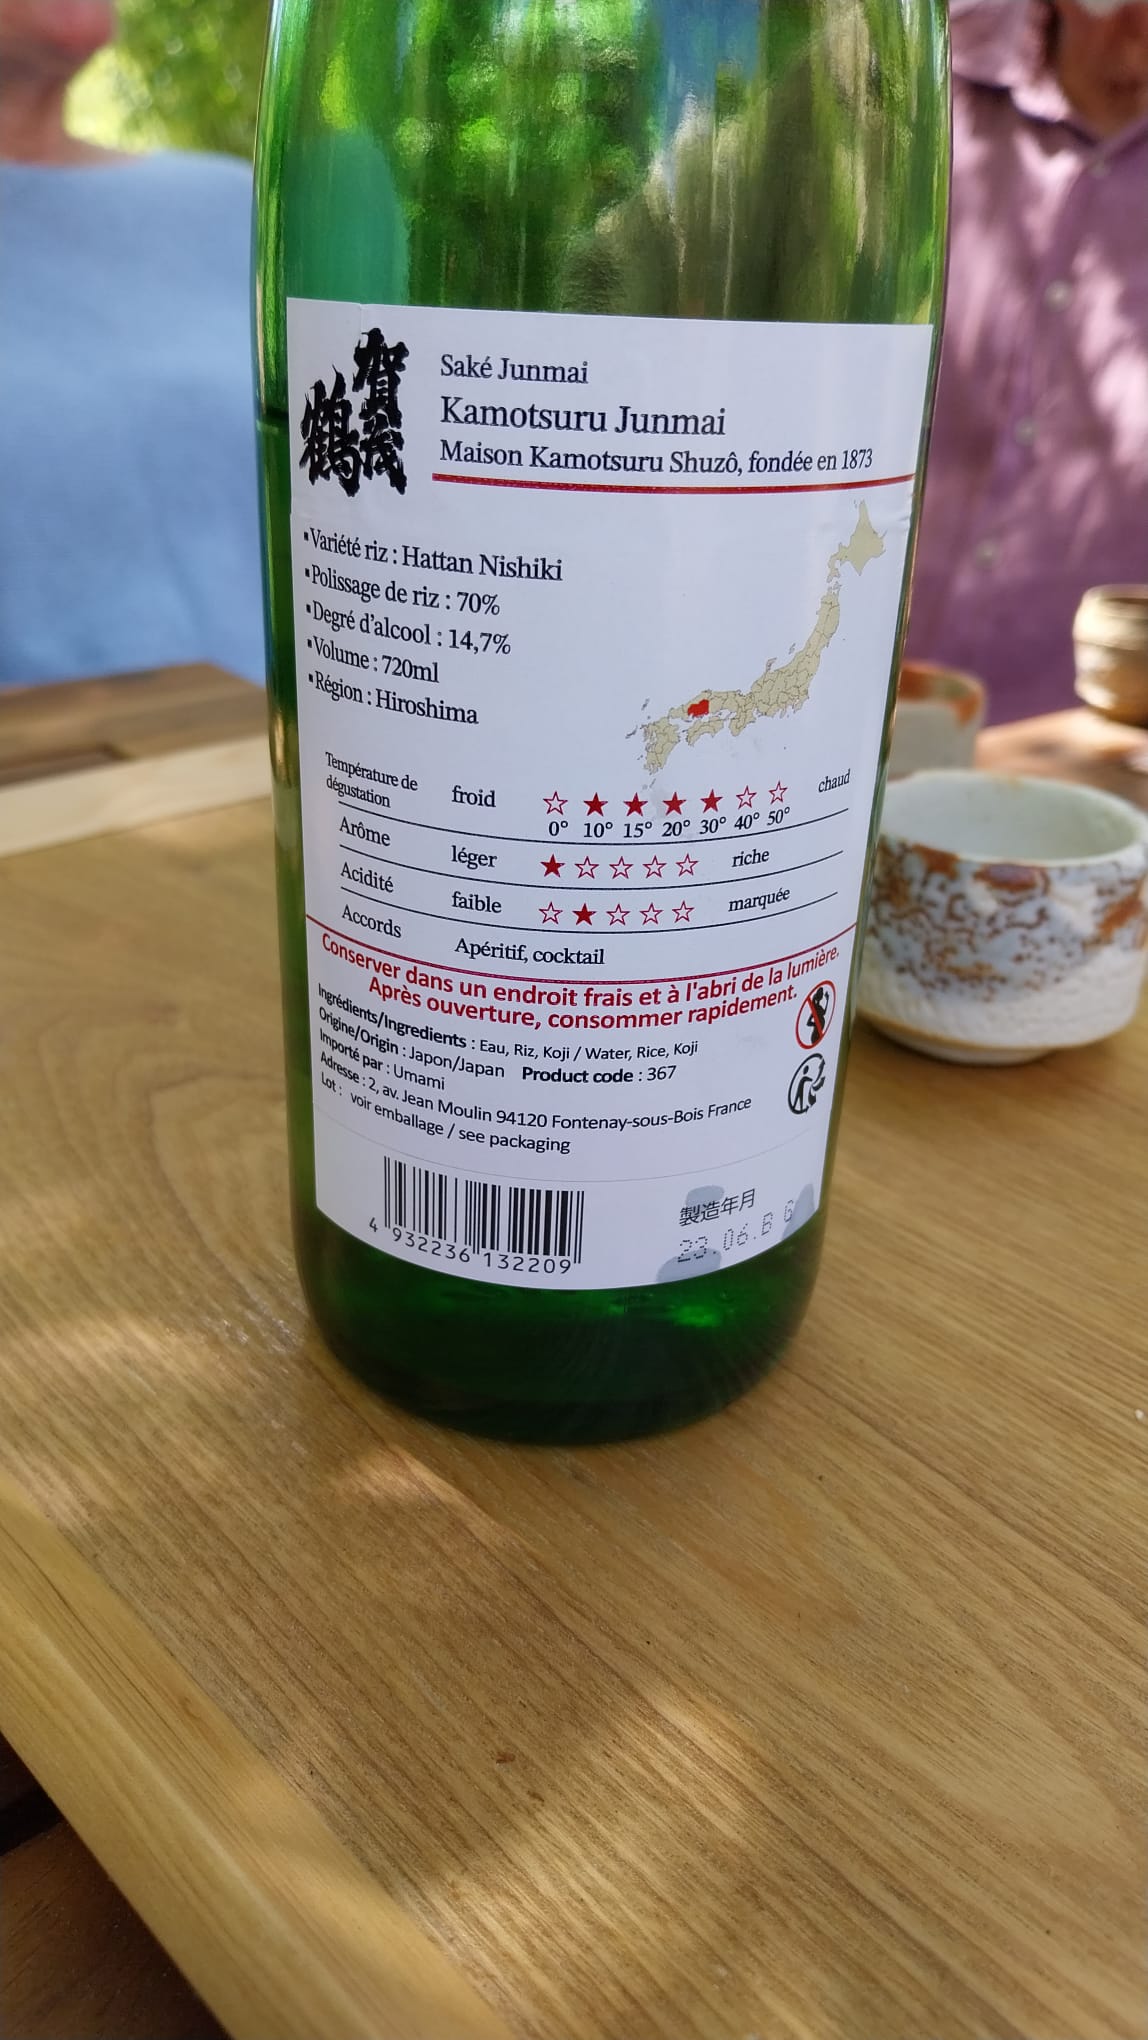 賀茂
鶴
Saké Junmai
Kamotsuru Junmai
Maison Kamotsuru Shuzô, fondée en 1873
▪Variété riz : Hattan Nishiki
▪Polissage de riz : 70%
▪Degré d'alcool : 14,7%
▪Volume : 720ml
▪Région : Hiroshima
Température de
dégustation
froid ☆ ★ ★ ★ ★ ☆ ☆ chaud
0° 10° 15° 20° 30° 40° 50°
Arôme léger ★ ☆ ☆ ☆ ☆ riche
Acidité faible ☆ ★ ☆ ☆ ☆ marquée
Accords Apéritif, cocktail
Conserver dans un endroit frais et à l'abri de la lumière.
Après ouverture, consommer rapidement.
Ingrédients/Ingredients : Eau, Riz, Koji / Water, Rice, Koji
Origine/Origin : Japon/Japan Product code : 367
Importé par : Umami
Adresse : 2, av. Jean Moulin 94120 Fontenay-sous-Bois France
Lot : voir emballage / see packaging
4 932236 132209
製造年月
23.06.B 6